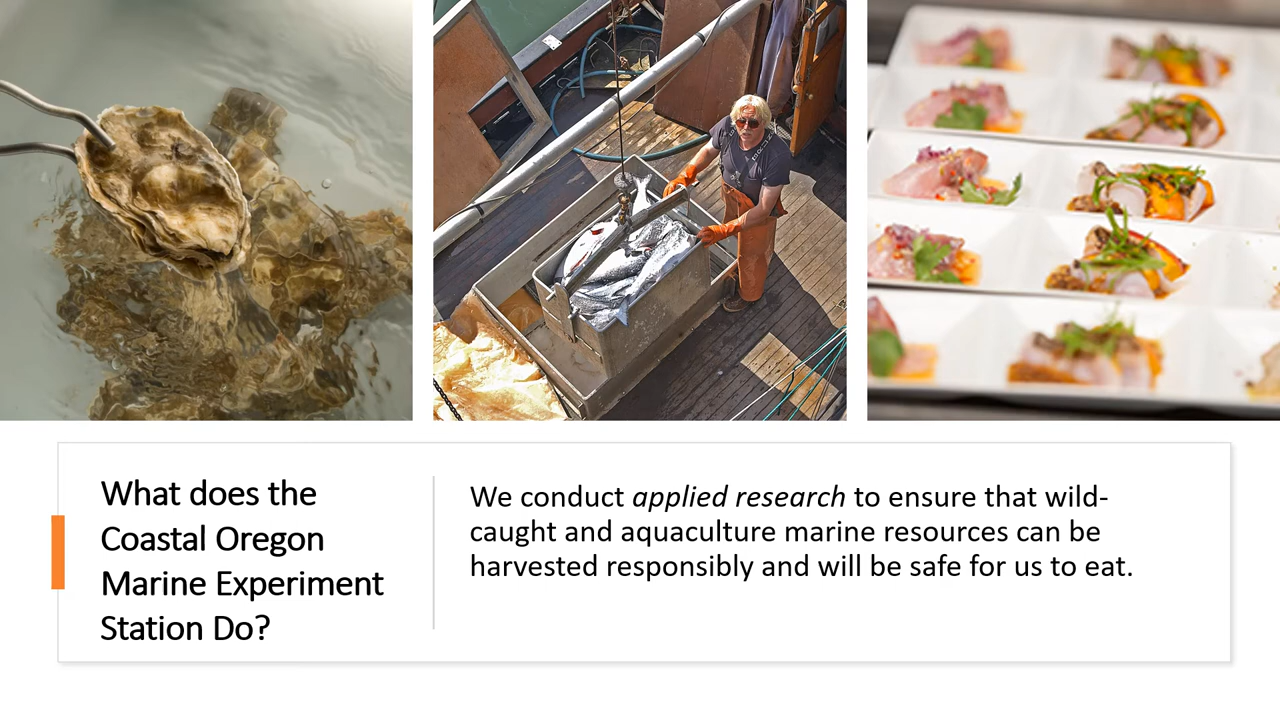 What does the
Coastal Oregon
Marine Experiment
Station Do?
We conduct applied research to ensure that wild-
caught and aquaculture marine resources can be
harvested responsibly and will be safe for us to eat.